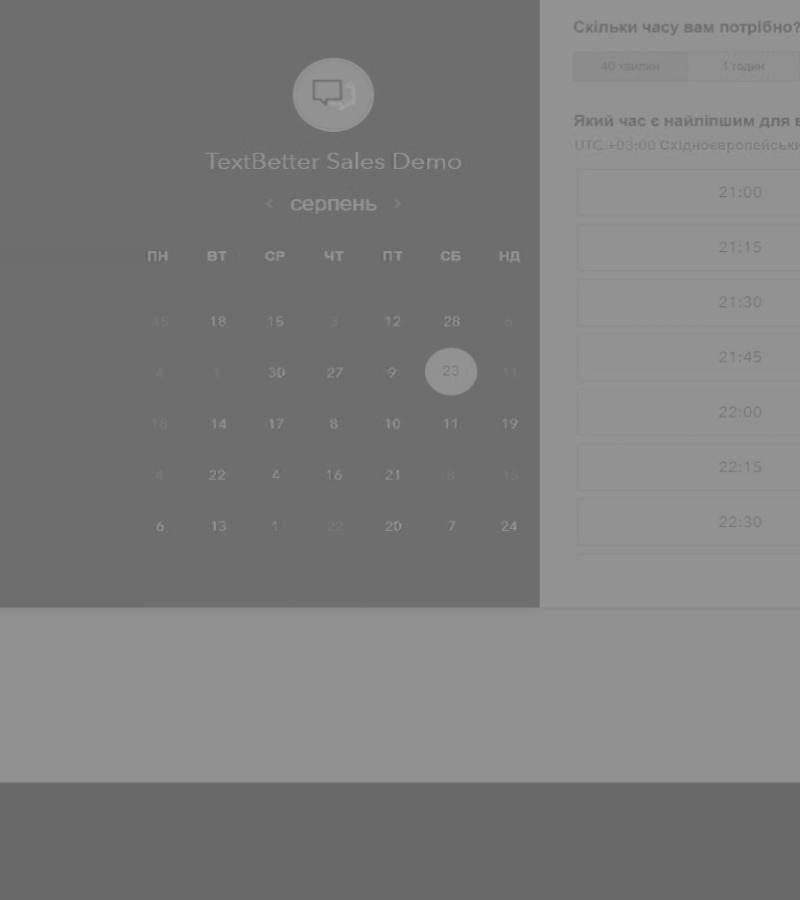 TextBetter Sales Demo
< серпень >
ПН ВТ СР ЧТ ПТ СБ НД
15 18 15 3 12 28 6
4 1 30 27 9 23 11
18 14 17 8 10 11 19
4 22 4 16 21 8 15
6 13 1 22 20 7 24
Скільки часу вам потрібно?
40 хвилин 1 годин
Який час є найліпшим для в
UTC +03:00 Східноєвропейськи
21:00
21:15
21:30
21:45
22:00
22:15
22:30